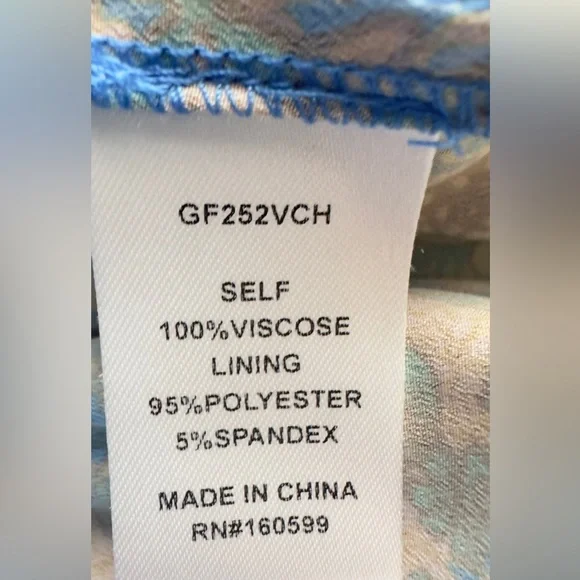 GF252VCH
SELF
100%VISCOSE
LINING
95%POLYESTER
5%SPANDEX
MADE IN CHINA
RN#160599